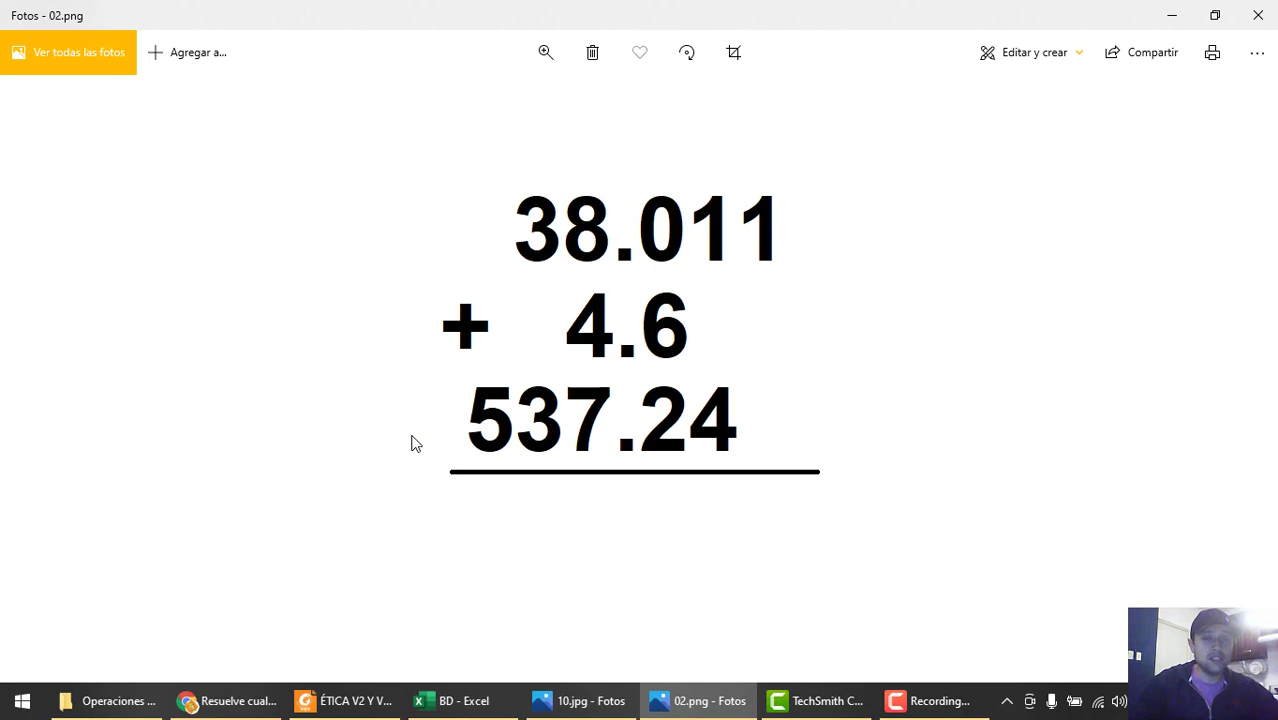 Fotos - 02.png
Ver todas las fotos
Agregar a...
Editar y crear
Compartir
38.011
+ 4.6
537.24
Operaciones ...
Resuelve cual...
ÉTICA V2 Y V...
BD - Excel
10.jpg - Fotos
02.png - Fotos
TechSmith C...
Recording...